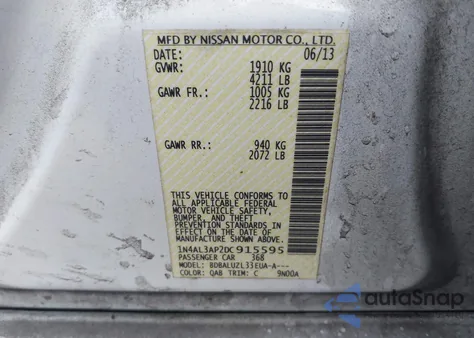 MFD BY NISSAN MOTOR CO., LTD.
DATE: 06/13
GVWR: 1910 KG
4211 LB
GAWR FR.: 1005 KG
2216 LB
GAWR RR.: 940 KG
2072 LB
THIS VEHICLE CONFORMS TO
ALL APPLICABLE FEDERAL
MOTOR VEHICLE SAFETY,
BUMPER, AND THEFT
PREVENTION STANDARDS IN
EFFECT ON THE DATE OF
MANUFACTURE SHOWN ABOVE.
1N4AL3AP2DC915595
PASSENGER CAR 368
MODEL: BDBALUZL33EUA-A---
COLOR: QAB TRIM: C 9N00A
autoSnap